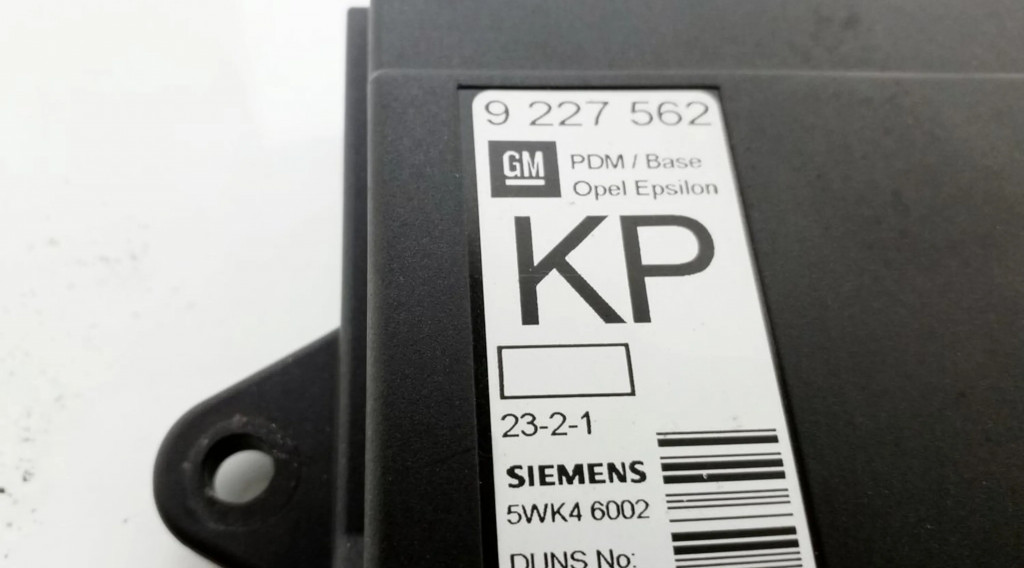 9 227 562
GM
PDM / Base
Opel Epsilon
KP
23-2-1
SIEMENS
5WK4 6002
DUNS No: